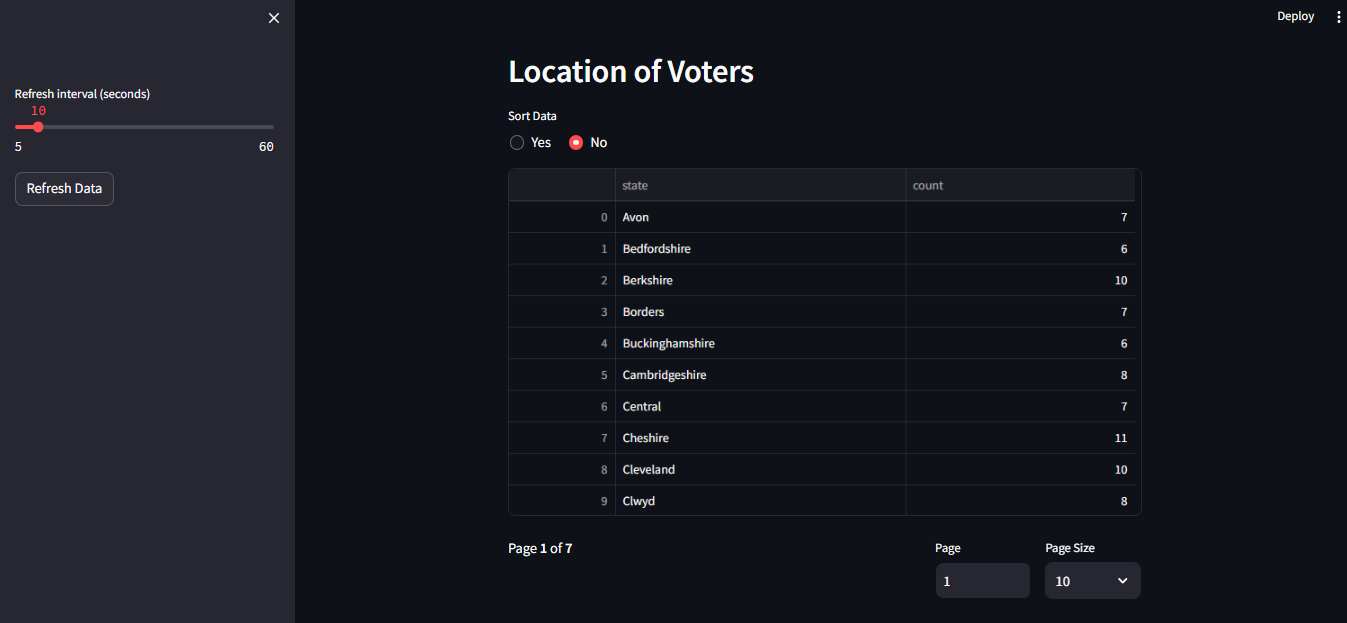 Deploy
Refresh interval (seconds)
10
5 60
Refresh Data
Location of Voters
Sort Data
Yes No
state count
0 Avon 7
1 Bedfordshire 6
2 Berkshire 10
3 Borders 7
4 Buckinghamshire 6
5 Cambridgeshire 8
6 Central 7
7 Cheshire 11
8 Cleveland 10
9 Clwyd 8
Page 1 of 7
Page Page Size
1 10